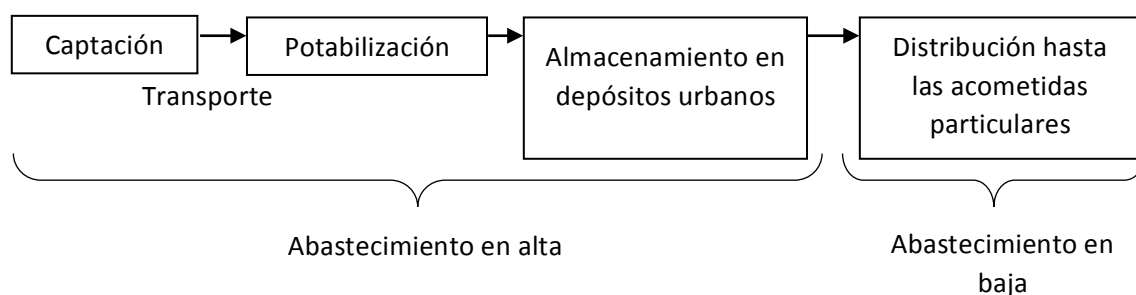 Captación
Transporte
Potabilización
Almacenamiento en
depósitos urbanos
Distribución hasta
las acometidas
particulares
Abastecimiento en alta
Abastecimiento en
baja